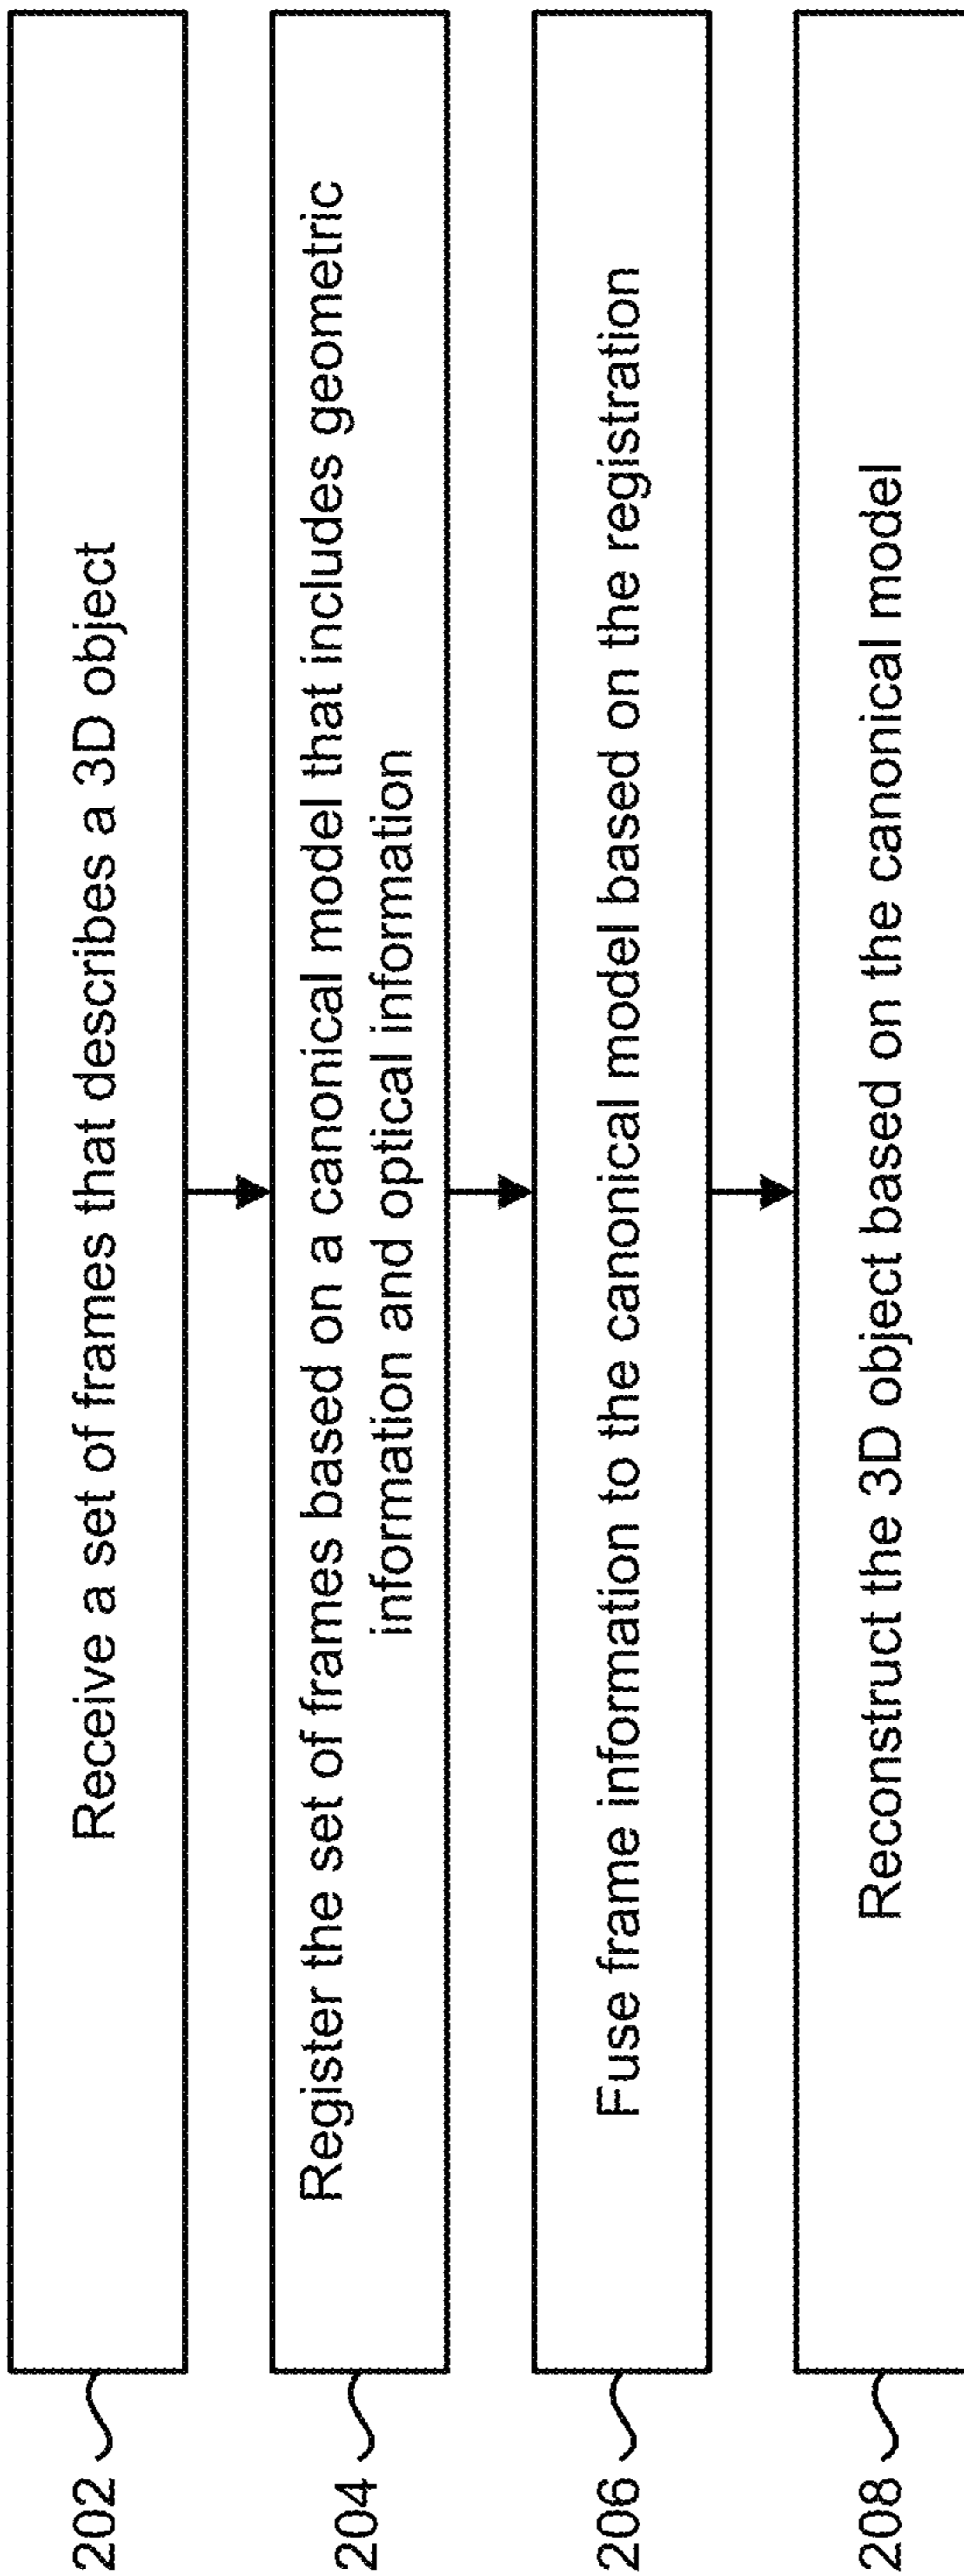 202
Receive a set of frames that describes a 3D object
204
Register the set of frames based on a canonical model that includes geometric
information and optical information
206
Fuse frame information to the canonical model based on the registration
208
Reconstruct the 3D object based on the canonical model